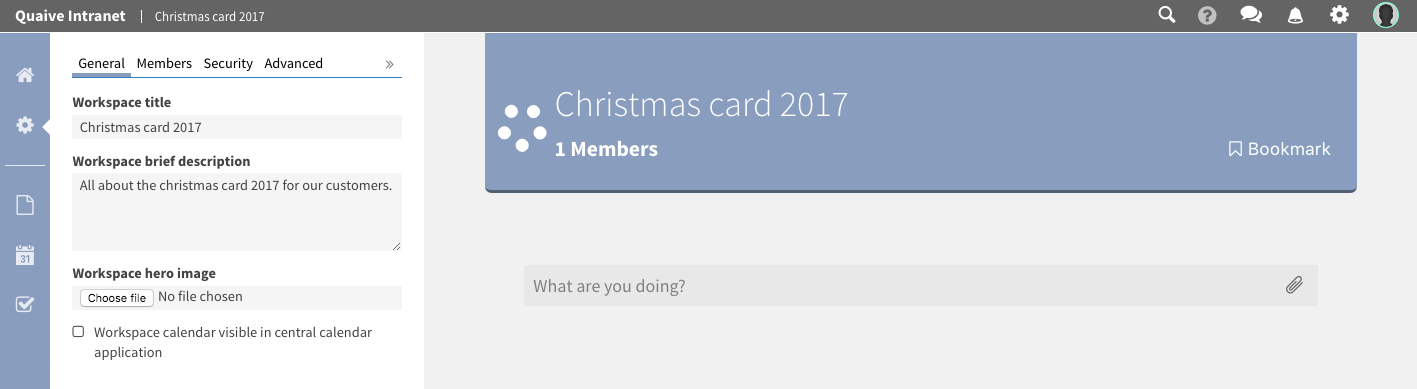 Quaive Intranet | Christmas card 2017
General Members Security Advanced »
Workspace title
Christmas card 2017
Workspace brief description
All about the christmas card 2017 for our customers.
Workspace hero image
Choose file No file chosen
Workspace calendar visible in central calendar
application
31
Christmas card 2017
1 Members
Bookmark
What are you doing?